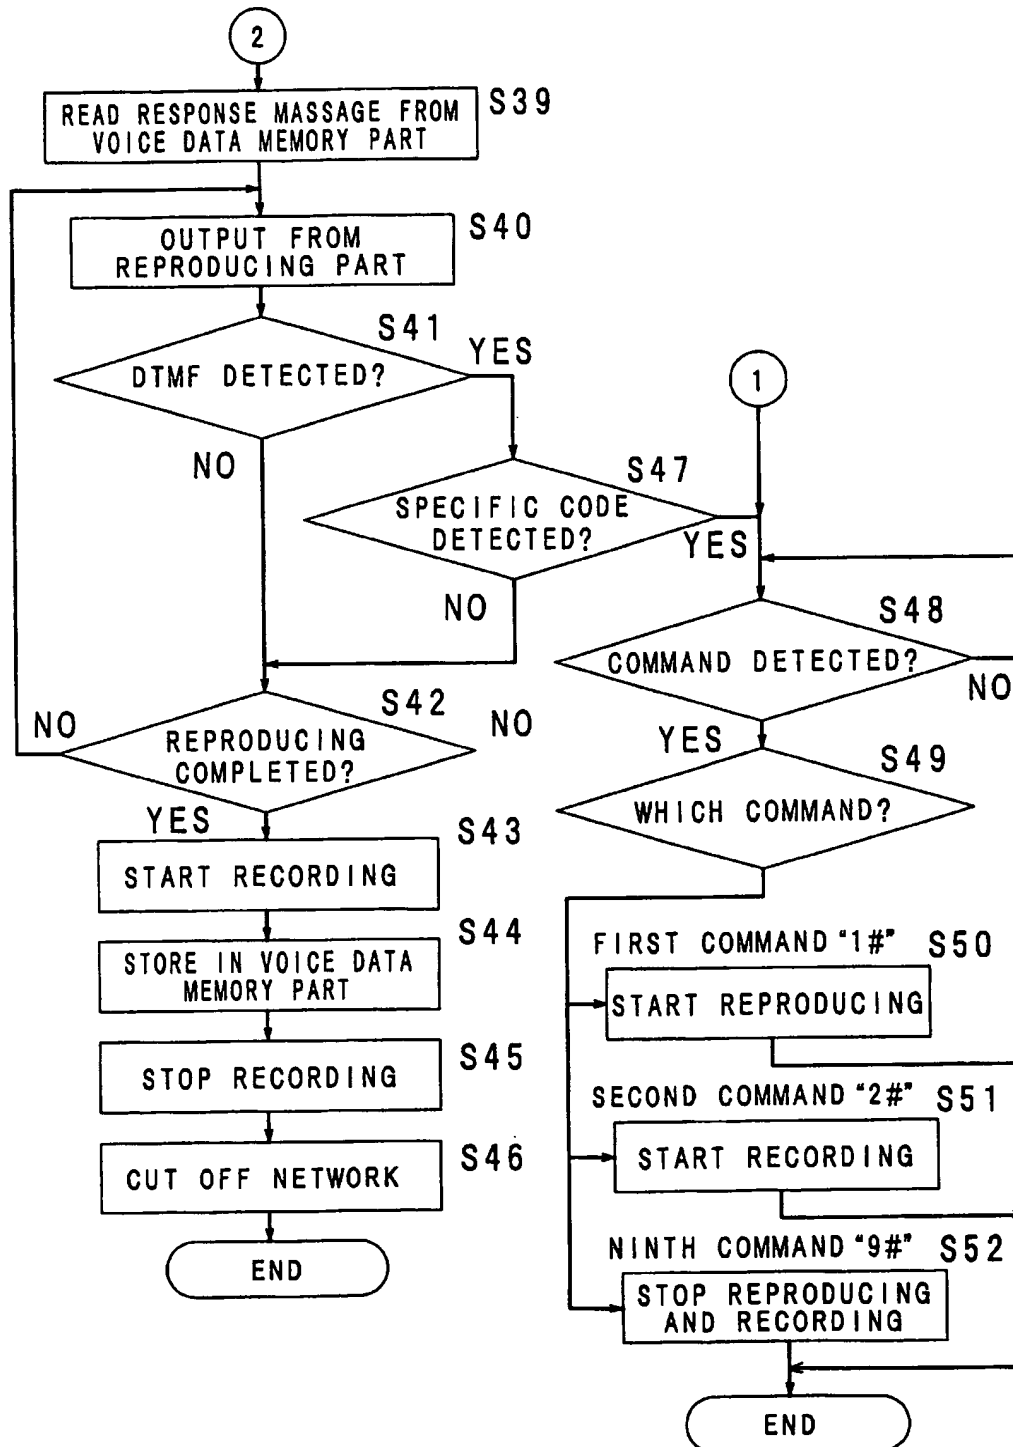 2
READ RESPONSE MASSAGE FROM
VOICE DATA MEMORY PART
S39
OUTPUT FROM
REPRODUCING PART
S40
S41
DTMF DETECTED?
YES
NO
1
S47
SPECIFIC CODE
DETECTED?
YES
NO
S48
COMMAND DETECTED?
NO
YES
S42
REPRODUCING
COMPLETED?
NO
NO
YES
S49
WHICH COMMAND?
S43
START RECORDING
S44
STORE IN VOICE DATA
MEMORY PART
S45
STOP RECORDING
S46
CUT OFF NETWORK
END
FIRST COMMAND "1#" S50
START REPRODUCING
SECOND COMMAND "2#" S51
START RECORDING
NINTH COMMAND "9#" S52
STOP REPRODUCING
AND RECORDING
END